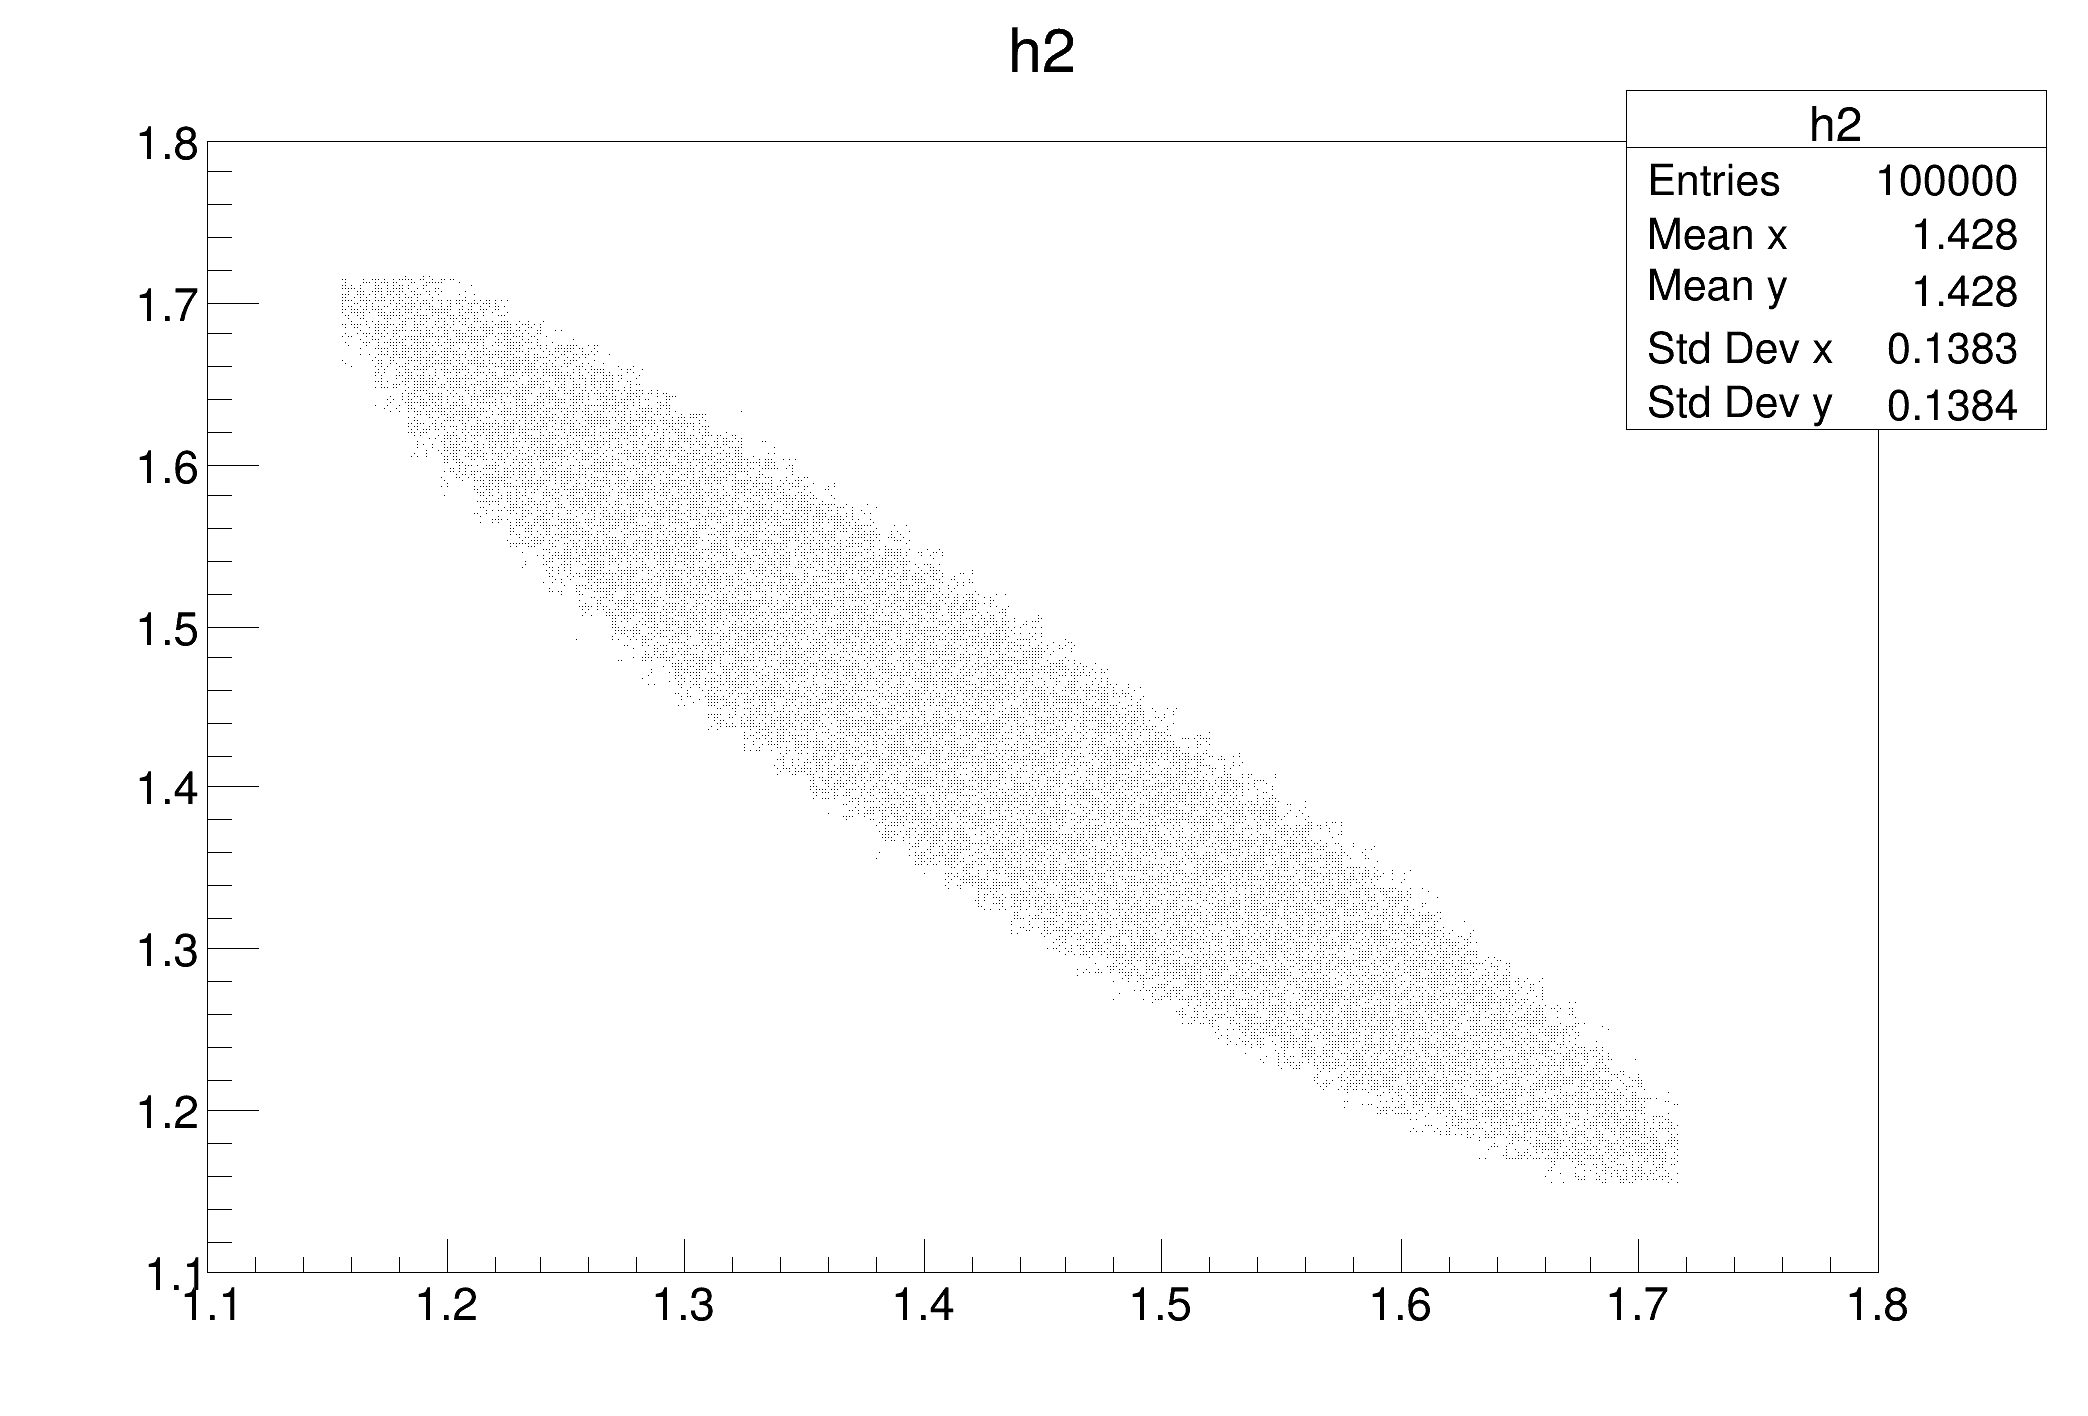 h2
h2
Entries 100000
Mean x 1.428
Mean y 1.428
Std Dev x 0.1383
Std Dev y 0.1384
1.8
1.7
1.6
1.5
1.4
1.3
1.2
1.1
1.1 1.2 1.3 1.4 1.5 1.6 1.7 1.8